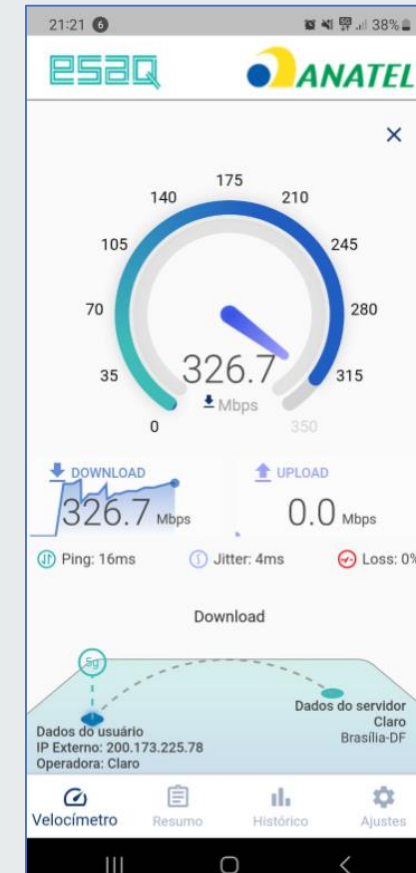 21:21 6 38%
esaq ANATEL
175
140 210
105 245
70 280
35 315
326.7
Mbps
0 350
DOWNLOAD UPLOAD
326.7 Mbps 0.0 Mbps
Ping: 16ms Jitter: 4ms Loss: 0%
Download
5g
Dados do servidor
Claro
Brasília-DF
Dados do usuário
IP Externo: 200.173.225.78
Operadora: Claro
Velocímetro Resumo Histórico Ajustes